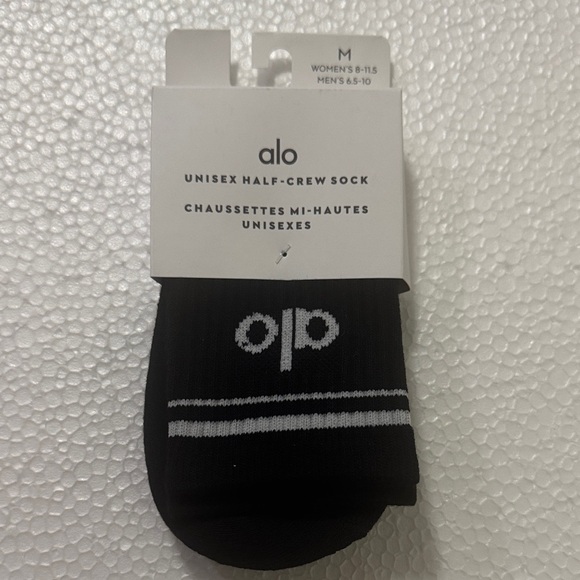 M
WOMEN'S 8-11.5
MEN'S 6.5-10
alo
UNISEX HALF-CREW SOCK
CHAUSSETTES MI-HAUTES
UNISEXES
alo